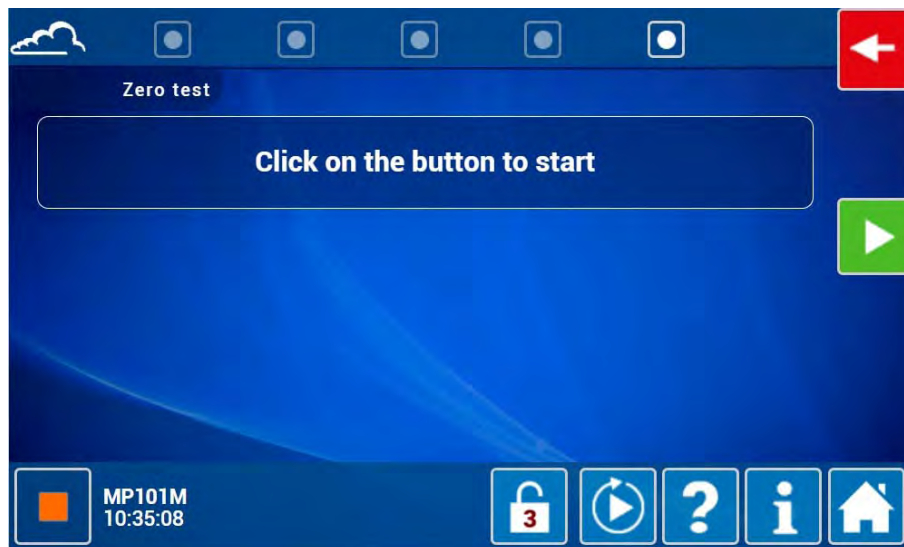 Zero test
Click on the button to start
MP101M
10:35:08
3
?
i